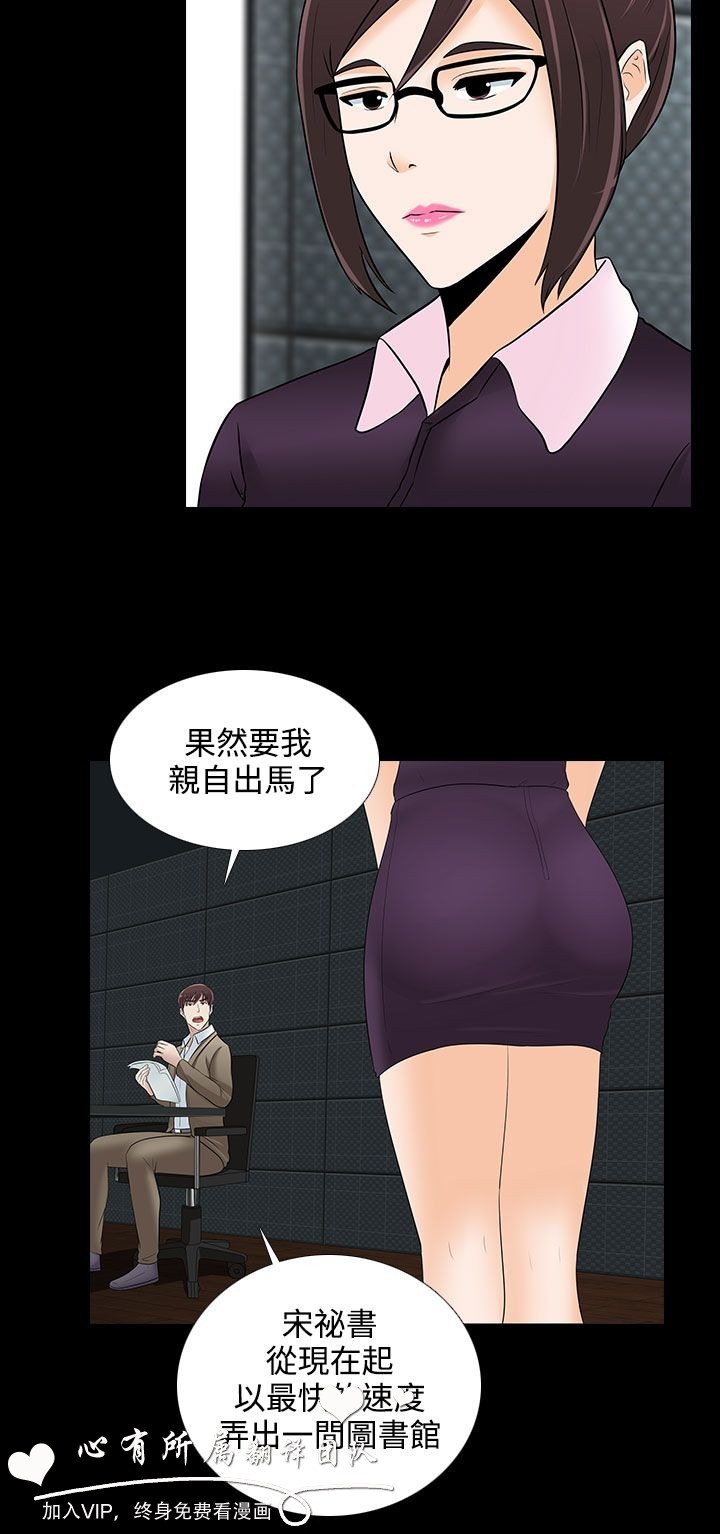 果然要我
親自出馬了
宋祕書
從現在起
以最快的速度
弄出一間圖書館
心有所属翻译团队
加入VIP，终身免费看漫画